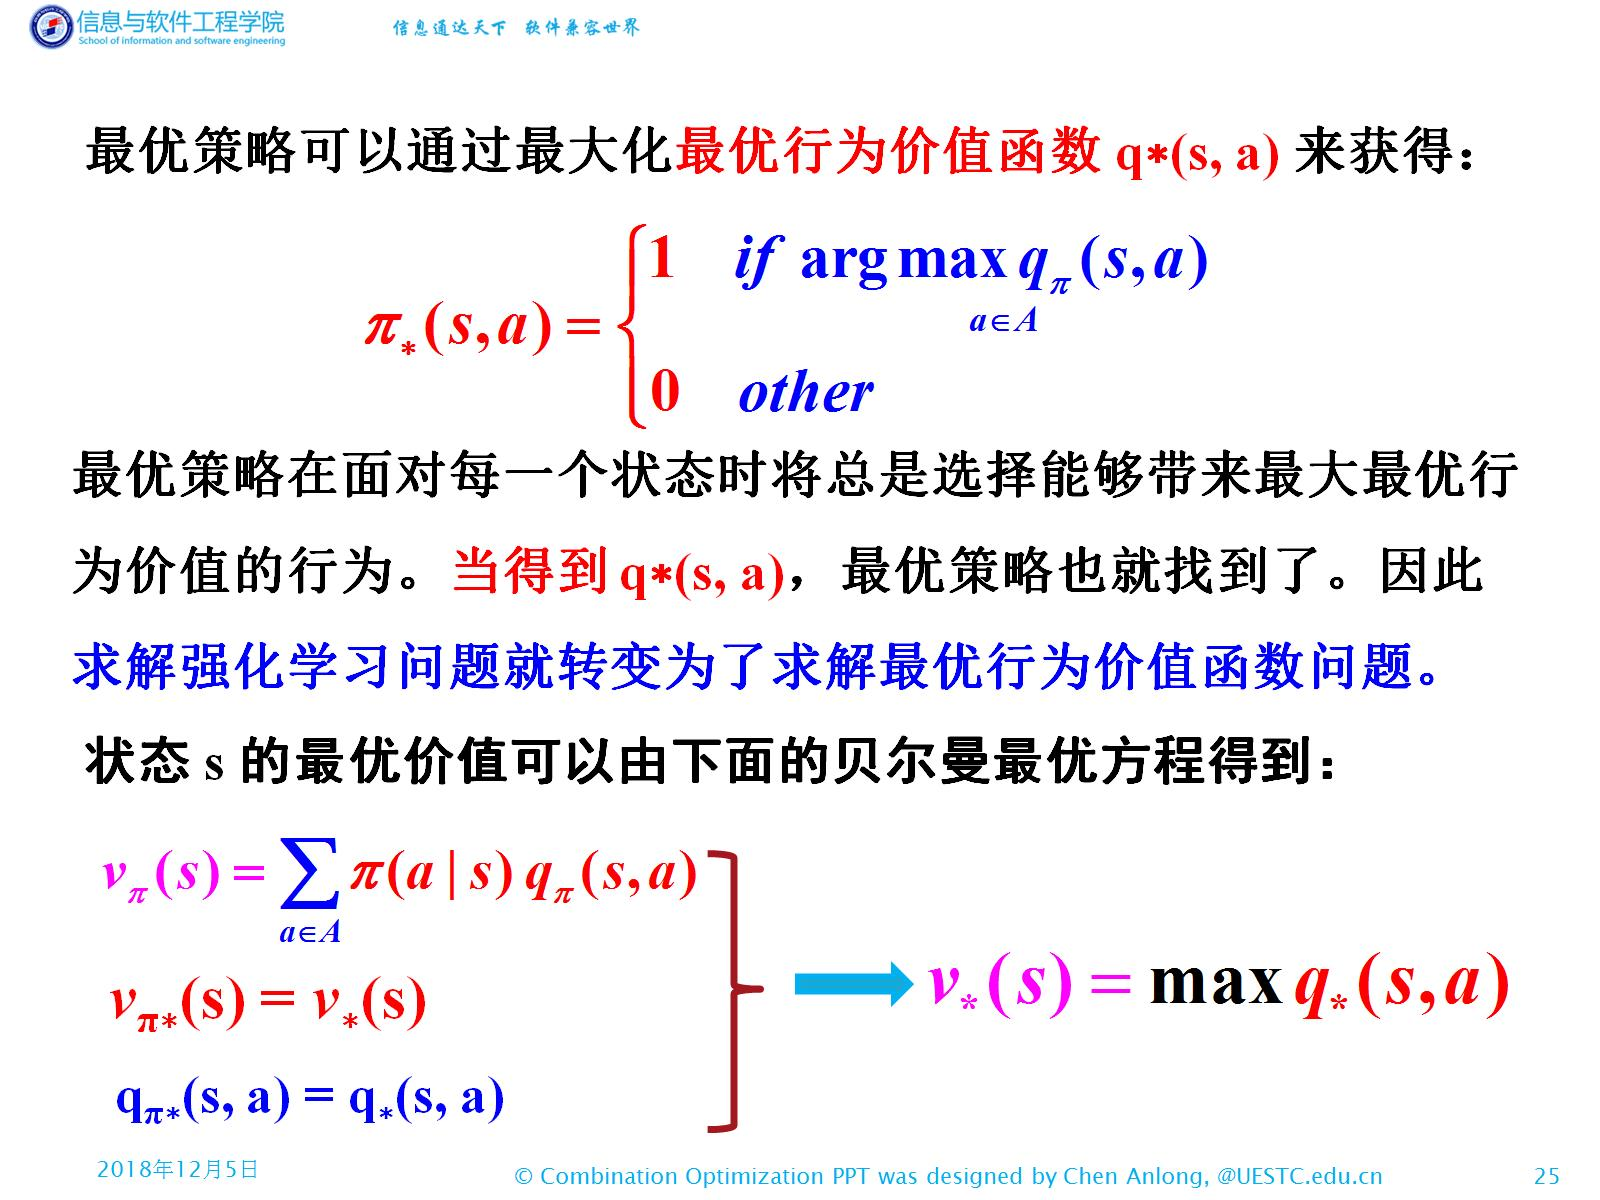 信息与软件工程学院
School of information and software engineering
信息通达天下 软件兼容世界
最优策略可以通过最大化最优行为价值函数 q*(s, a) 来获得：
π*(s,a) = { 1 if arg max qπ(s,a)
a∈A
0 other
最优策略在面对每一个状态时将总是选择能够带来最大最优行
为价值的行为。当得到 q*(s, a)，最优策略也就找到了。因此
求解强化学习问题就转变为了求解最优行为价值函数问题。
状态 s 的最优价值可以由下面的贝尔曼最优方程得到：
vπ(s) = ∑ π(a | s) qπ(s,a)
a∈A
vπ*(s) = v*(s)
v*(s) = max q*(s,a)
qπ*(s, a) = q*(s, a)
2018年12月5日
© Combination Optimization PPT was designed by Chen Anlong, @UESTC.edu.cn
25